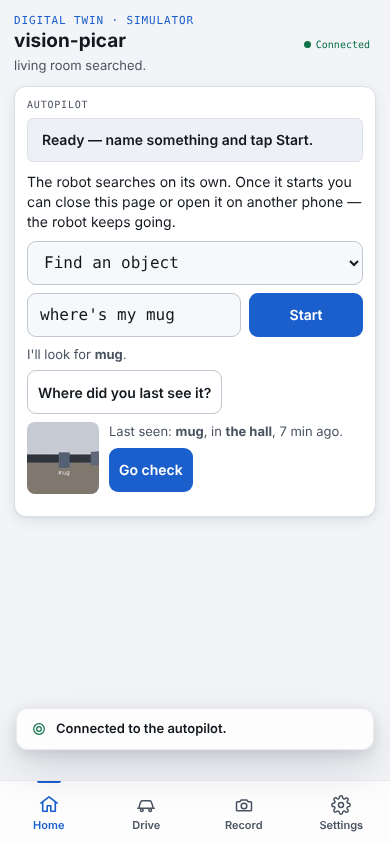 DIGITAL TWIN · SIMULATOR
vision-picar
Connected
living room searched.
AUTOPILOT
Ready — name something and tap Start.
The robot searches on its own. Once it starts you
can close this page or open it on another phone —
the robot keeps going.
Find an object
where's my mug
Start
I'll look for mug.
Where did you last see it?
Last seen: mug, in the hall, 7 min ago.
mug
Go check
Connected to the autopilot.
Home
Drive
Record
Settings